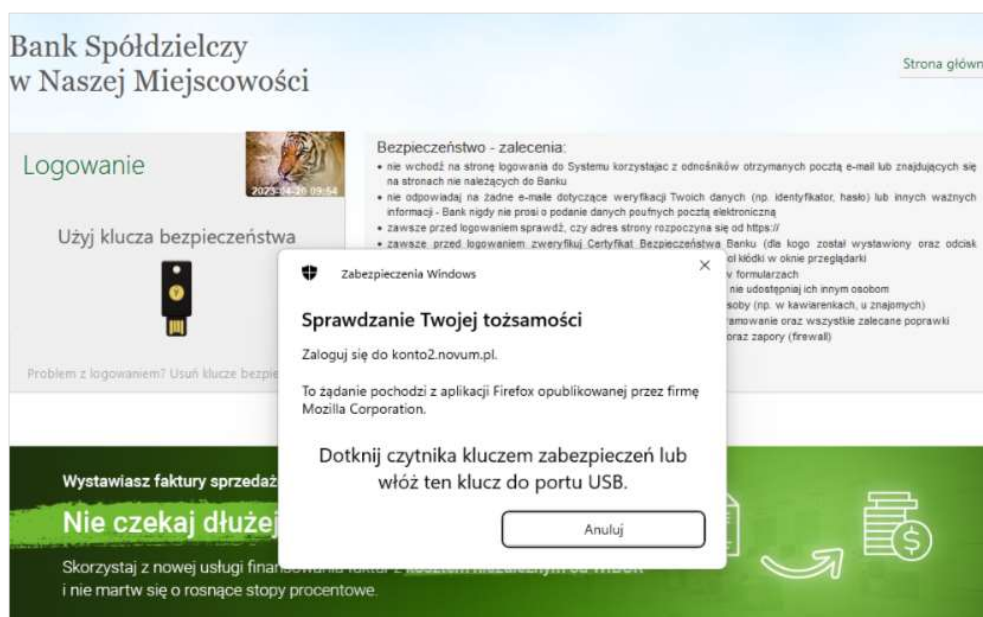 Bank Spółdzielczy
w Naszej Miejscowości
Strona główn
Logowanie
2023-04-26 09:54
Użyj klucza bezpieczeństwa
Problem z logowaniem? Usuń klucze bezpie
Bezpieczeństwo - zalecenia:
• nie wchodź na stronę logowania do Systemu korzystajac z odnośników otrzymanych pocztą e-mail lub znajdujących się
na stronach nie należących do Banku
• nie odpowiadaj na żadne e-maile dotyczące weryfikacji Twoich danych (np. identyfikator, hasło) lub innych ważnych
informacji - Bank nigdy nie prosi o podanie danych poufnych pocztą elektroniczną
• zawsze przed logowaniem sprawdź, czy adres strony rozpoczyna się od https://
• zawsze przed logowaniem zweryfikuj Certyfikat Bezpieczeństwa Banku (dla kogo został wystawiony oraz odcisk
ol kłódki w oknie przeglądarki
w formularzach
nie udostępniaj ich innym osobom
soby (np. w kawiarenkach, u znajomych)
ramowanie oraz wszystkie zalecane poprawki
oraz zapory (firewall)
Zabezpieczenia Windows
Sprawdzanie Twojej tożsamości
Zaloguj się do konto2.novum.pl.
To żądanie pochodzi z aplikacji Firefox opublikowanej przez firmę
Mozilla Corporation.
Dotknij czytnika kluczem zabezpieczeń lub
włóż ten klucz do portu USB.
Anuluj
Wystawiasz faktury sprzedaż
Nie czekaj dłużej
Skorzystaj z nowej usługi finansowania faktur z
i nie martw się o rosnące stopy procentowe.